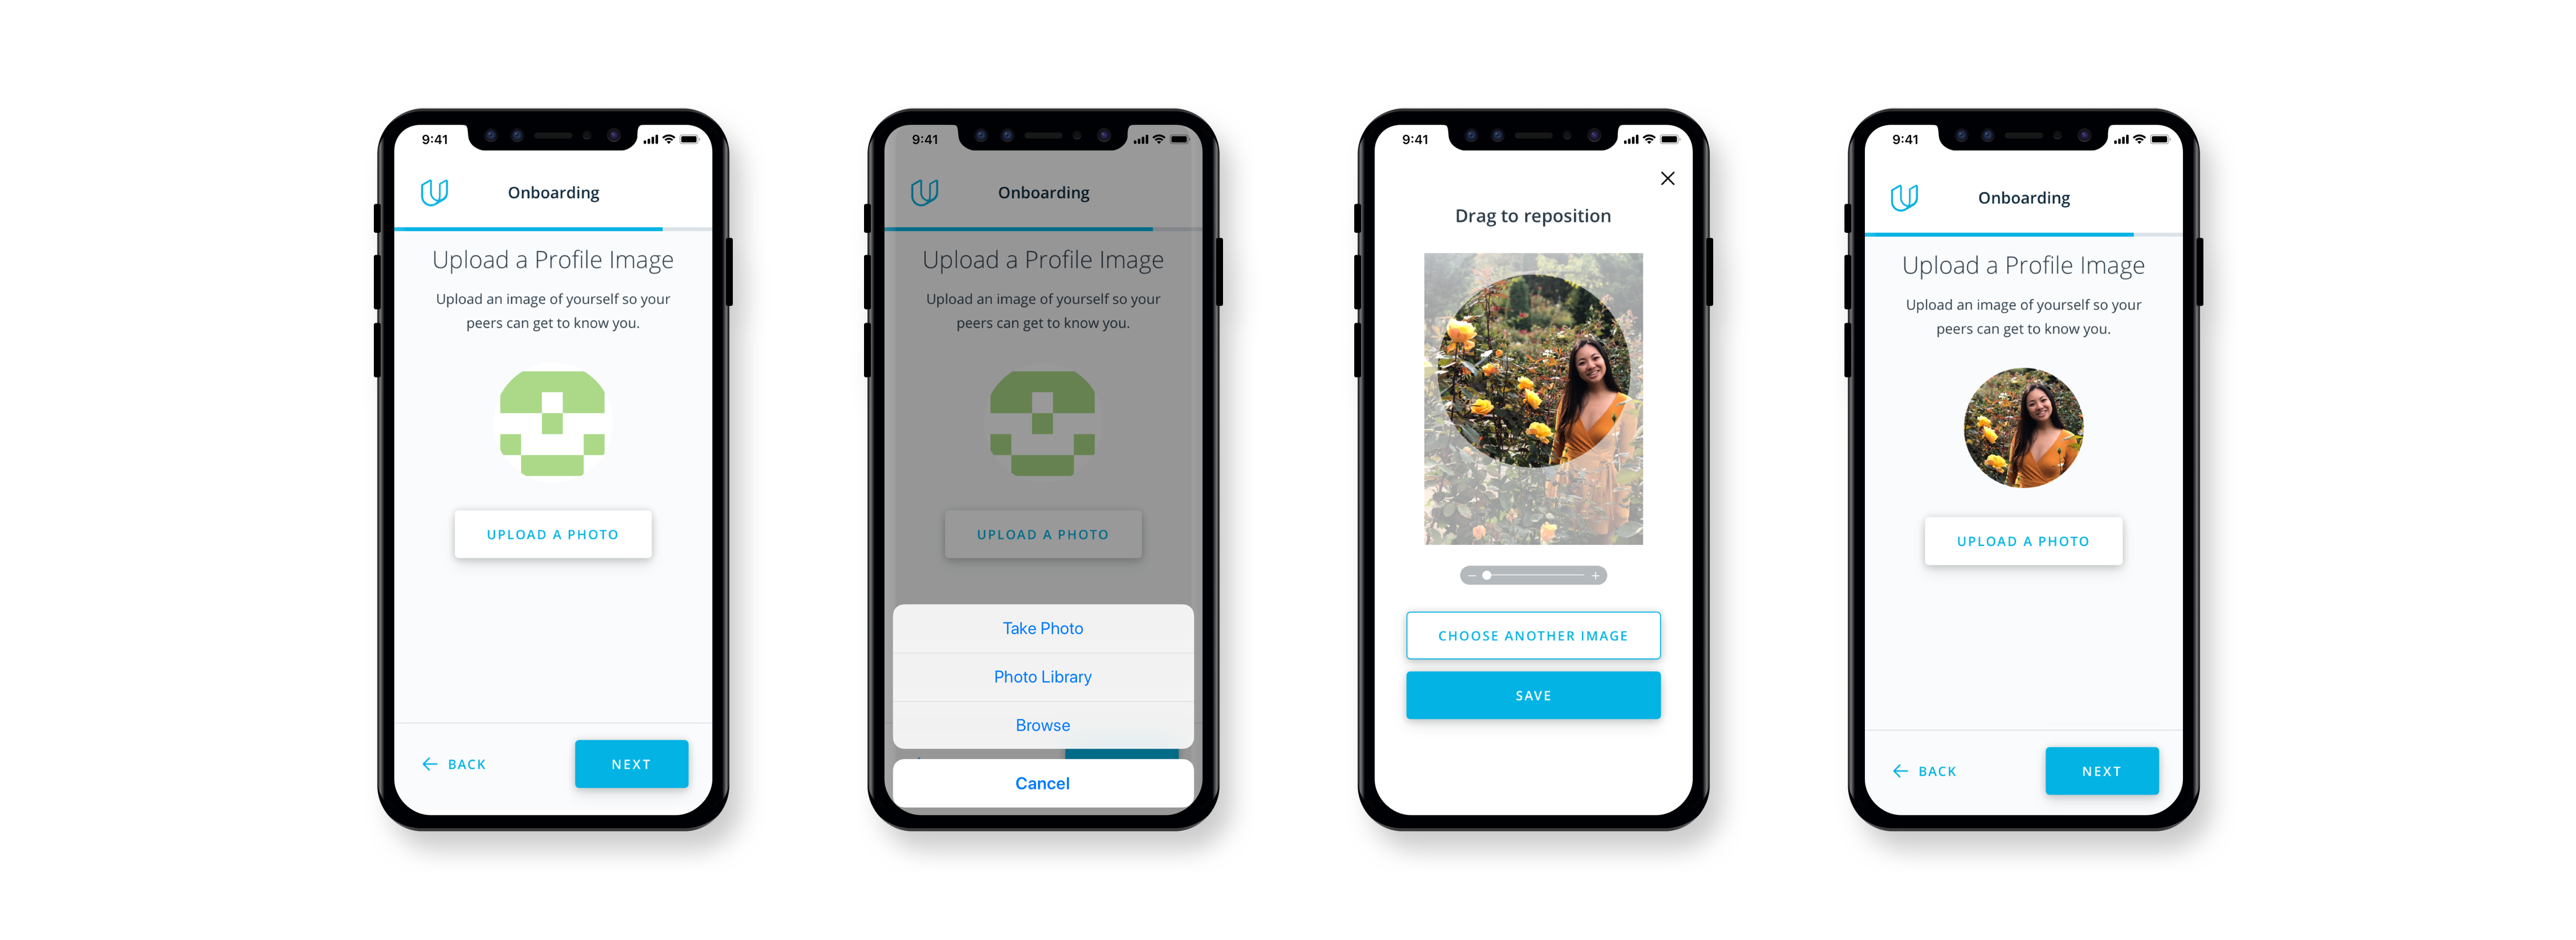 9:41
Onboarding
Upload a Profile Image
Upload an image of yourself so your
peers can get to know you.
UPLOAD A PHOTO
← BACK
NEXT
9:41
Onboarding
Upload a Profile Image
Upload an image of yourself so your
peers can get to know you.
UPLOAD A PHOTO
Take Photo
Photo Library
Browse
Cancel
9:41
Drag to reposition
CHOOSE ANOTHER IMAGE
SAVE
9:41
Onboarding
Upload a Profile Image
Upload an image of yourself so your
peers can get to know you.
UPLOAD A PHOTO
← BACK
NEXT